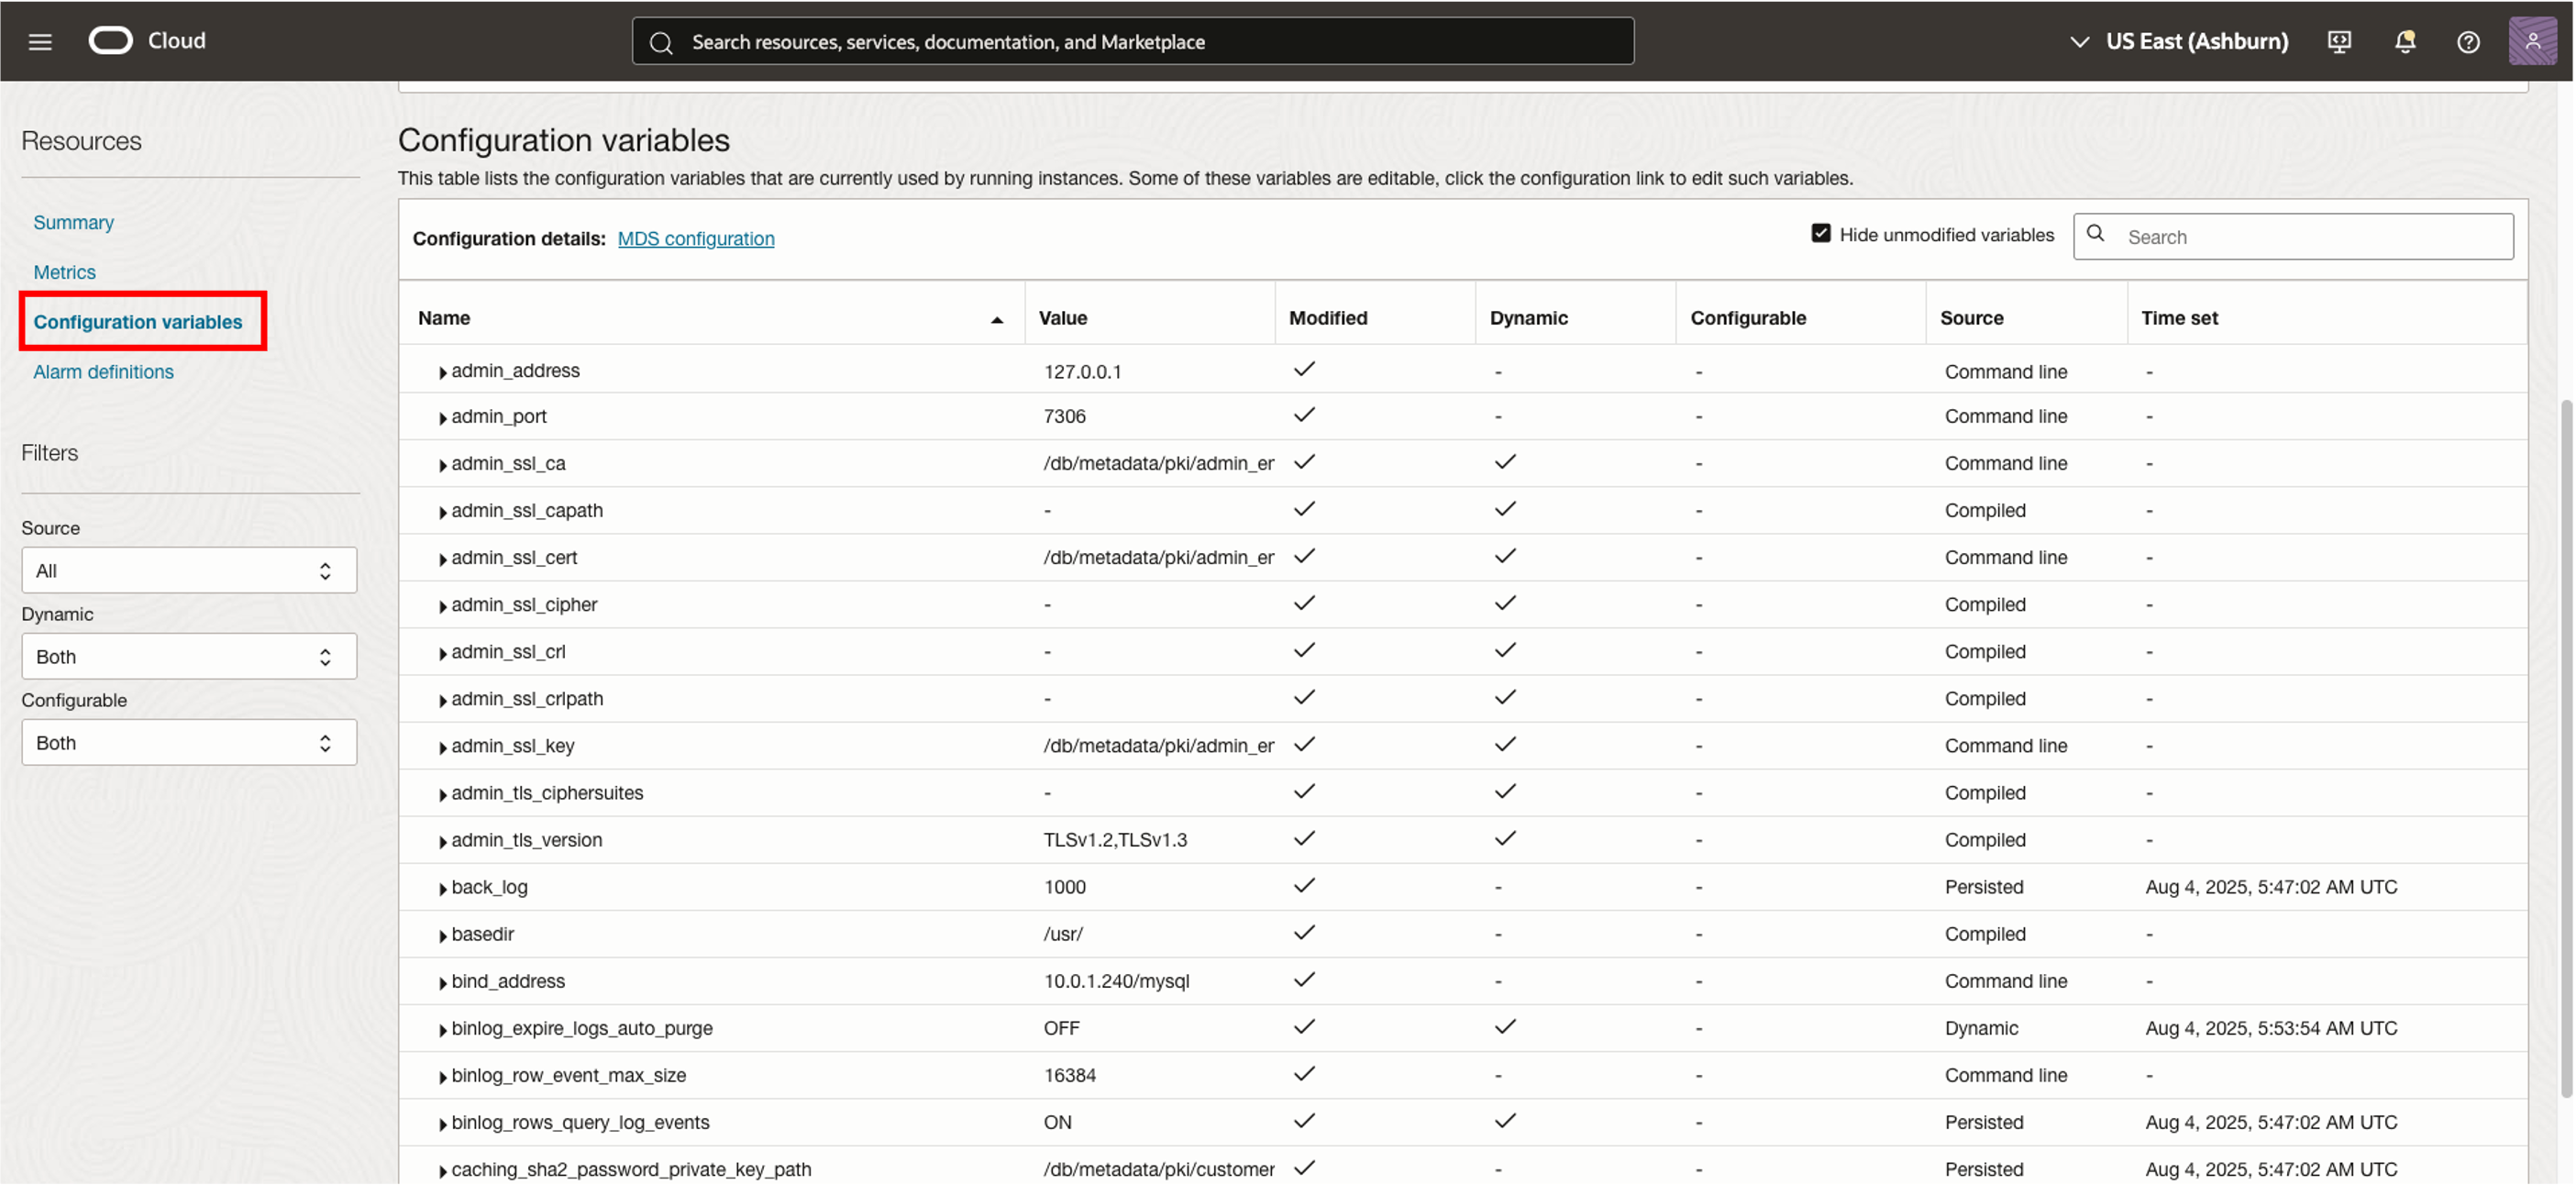 Cloud
Search resources, services, documentation, and Marketplace
US East (Ashburn)
Resources
Summary
Metrics
Configuration variables
Alarm definitions
Filters
Source
All
Dynamic
Both
Configurable
Both
Configuration variables
This table lists the configuration variables that are currently used by running instances. Some of these variables are editable, click the configuration link to edit such variables.
Configuration details: MDS configuration
Hide unmodified variables
Search
Name Value Modified Dynamic Configurable Source Time set
admin_address 127.0.0.1 - - Command line -
admin_port 7306 - - Command line -
admin_ssl_ca /db/metadata/pki/admin_er - Command line -
admin_ssl_capath - - Compiled -
admin_ssl_cert /db/metadata/pki/admin_er - Command line -
admin_ssl_cipher - - Compiled -
admin_ssl_crl - - Compiled -
admin_ssl_crlpath - - Compiled -
admin_ssl_key /db/metadata/pki/admin_er - Command line -
admin_tls_ciphersuites - - Compiled -
admin_tls_version TLSv1.2,TLSv1.3 - Compiled -
back_log 1000 - - Persisted Aug 4, 2025, 5:47:02 AM UTC
basedir /usr/ - - Compiled -
bind_address 10.0.1.240/mysql - - Command line -
binlog_expire_logs_auto_purge OFF - Dynamic Aug 4, 2025, 5:53:54 AM UTC
binlog_row_event_max_size 16384 - - Command line -
binlog_rows_query_log_events ON - Persisted Aug 4, 2025, 5:47:02 AM UTC
caching_sha2_password_private_key_path /db/metadata/pki/customer - - Persisted Aug 4, 2025, 5:47:02 AM UTC